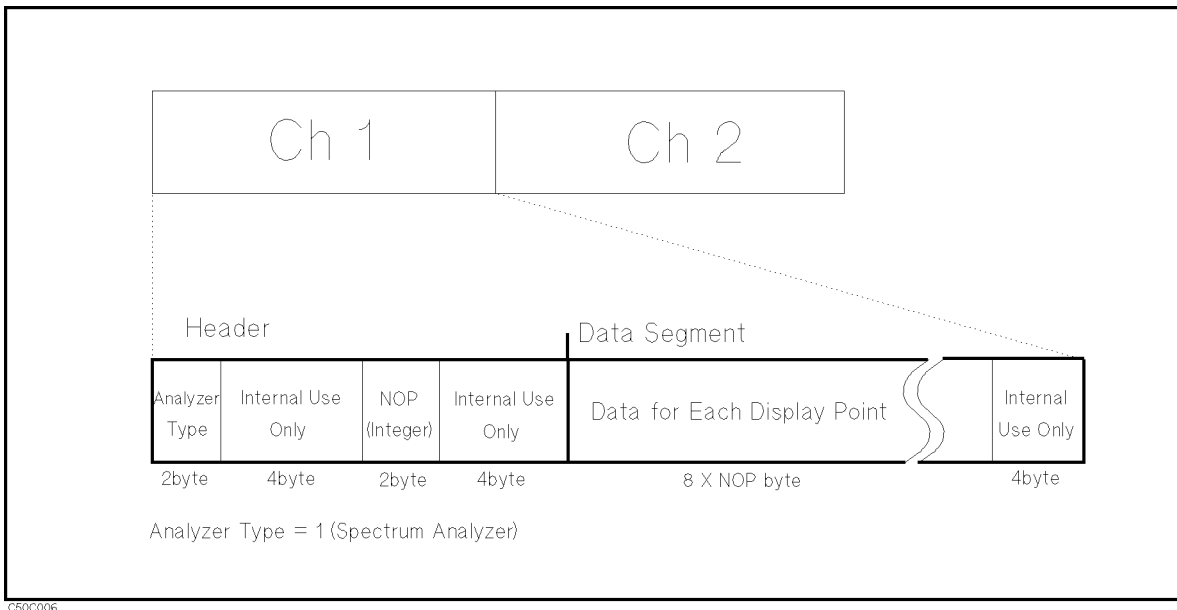 Ch 1
Ch 2
Header
Data Segment
Analyzer
Type
Internal Use
Only
NOP
(Integer)
Internal Use
Only
Data for Each Display Point
Internal
Use Only
2byte
4byte
2byte
4byte
8 X NOP byte
4byte
Analyzer Type = 1 (Spectrum Analyzer)
C50C006